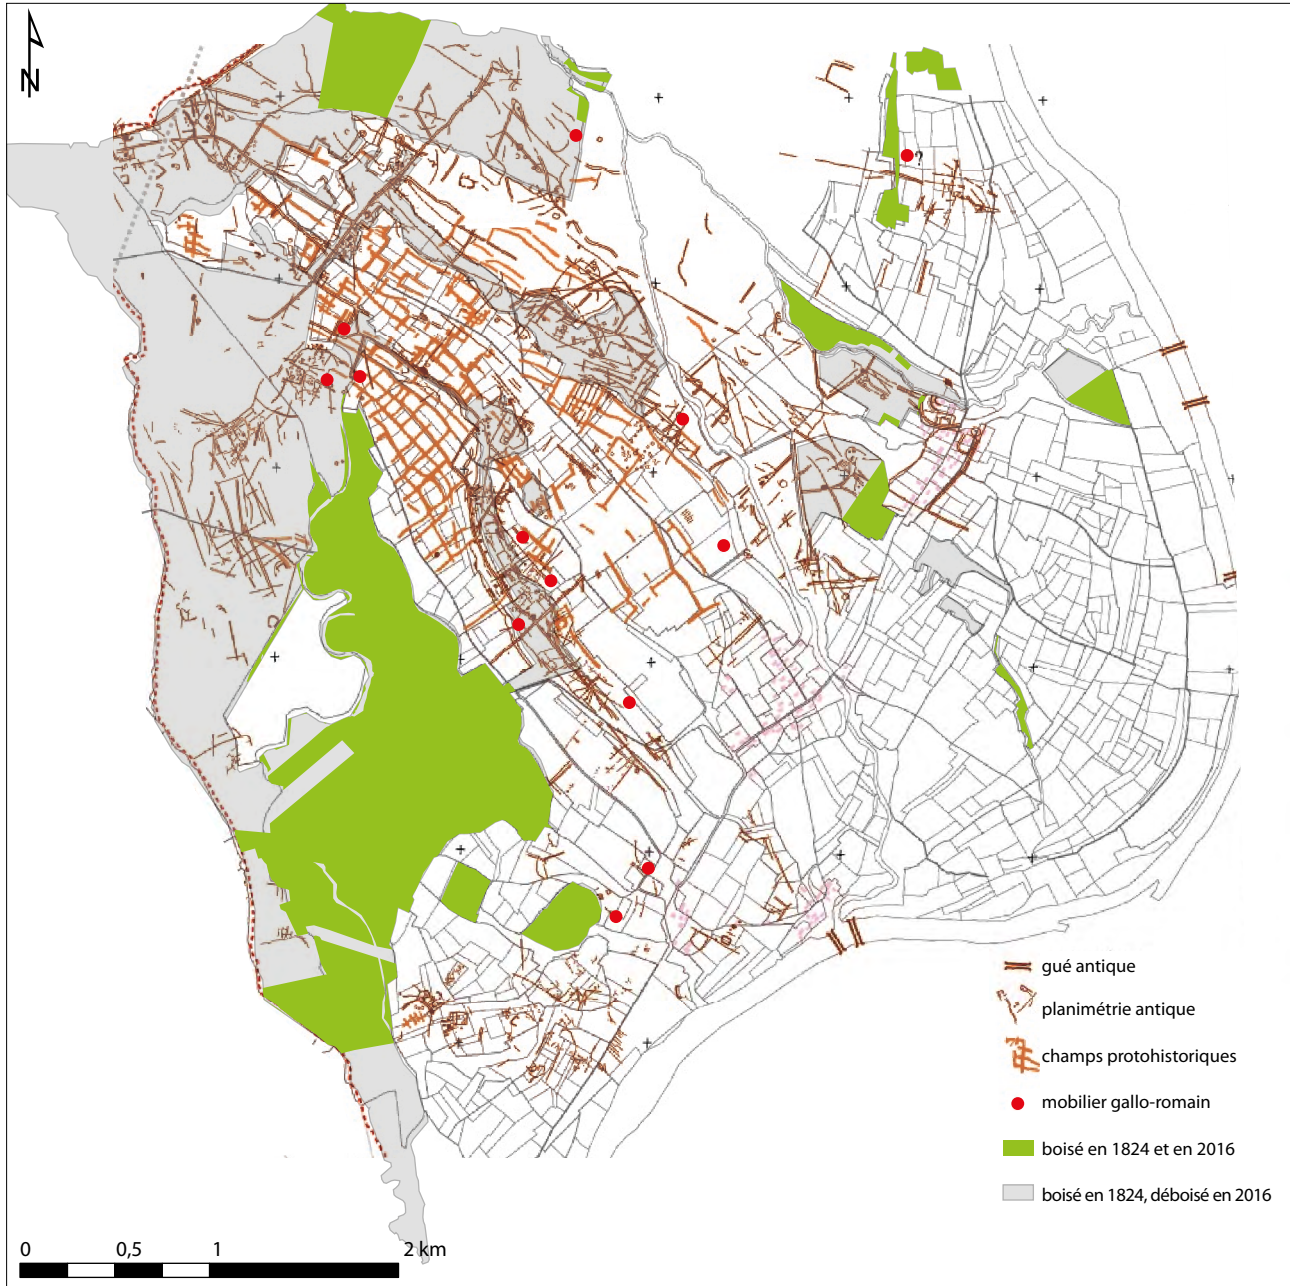 N
?
gué antique
planimétrie antique
champs protohistoriques
mobilier gallo-romain
boisé en 1824 et en 2016
boisé en 1824, déboisé en 2016
0 0,5 1 2 km